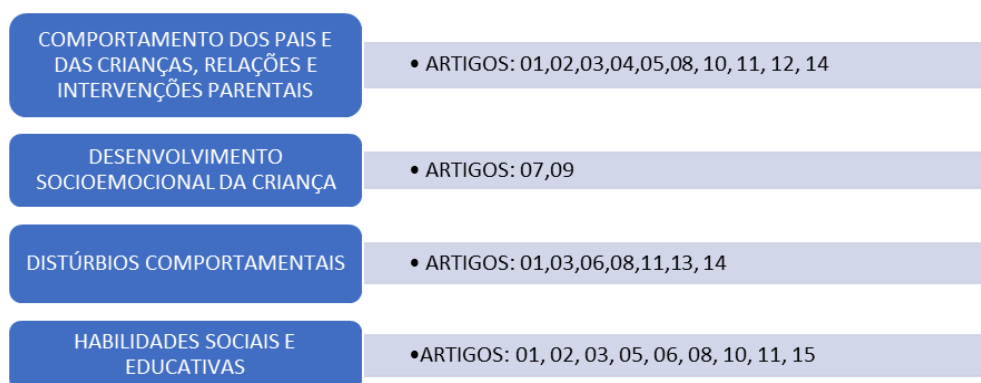 COMPORTAMENTO DOS PAIS E
DAS CRIANÇAS, RELAÇÕES E
INTERVENÇÕES PARENTAIS
• ARTIGOS: 01,02,03,04,05,08, 10, 11, 12, 14
DESENVOLVIMENTO
SOCIOEMOCIONAL DA CRIANÇA
• ARTIGOS: 07,09
DISTÚRBIOS COMPORTAMENTAIS
• ARTIGOS: 01,03,06,08,11,13, 14
HABILIDADES SOCIAIS E
EDUCATIVAS
•ARTIGOS: 01, 02, 03, 05, 06, 08, 10, 11, 15